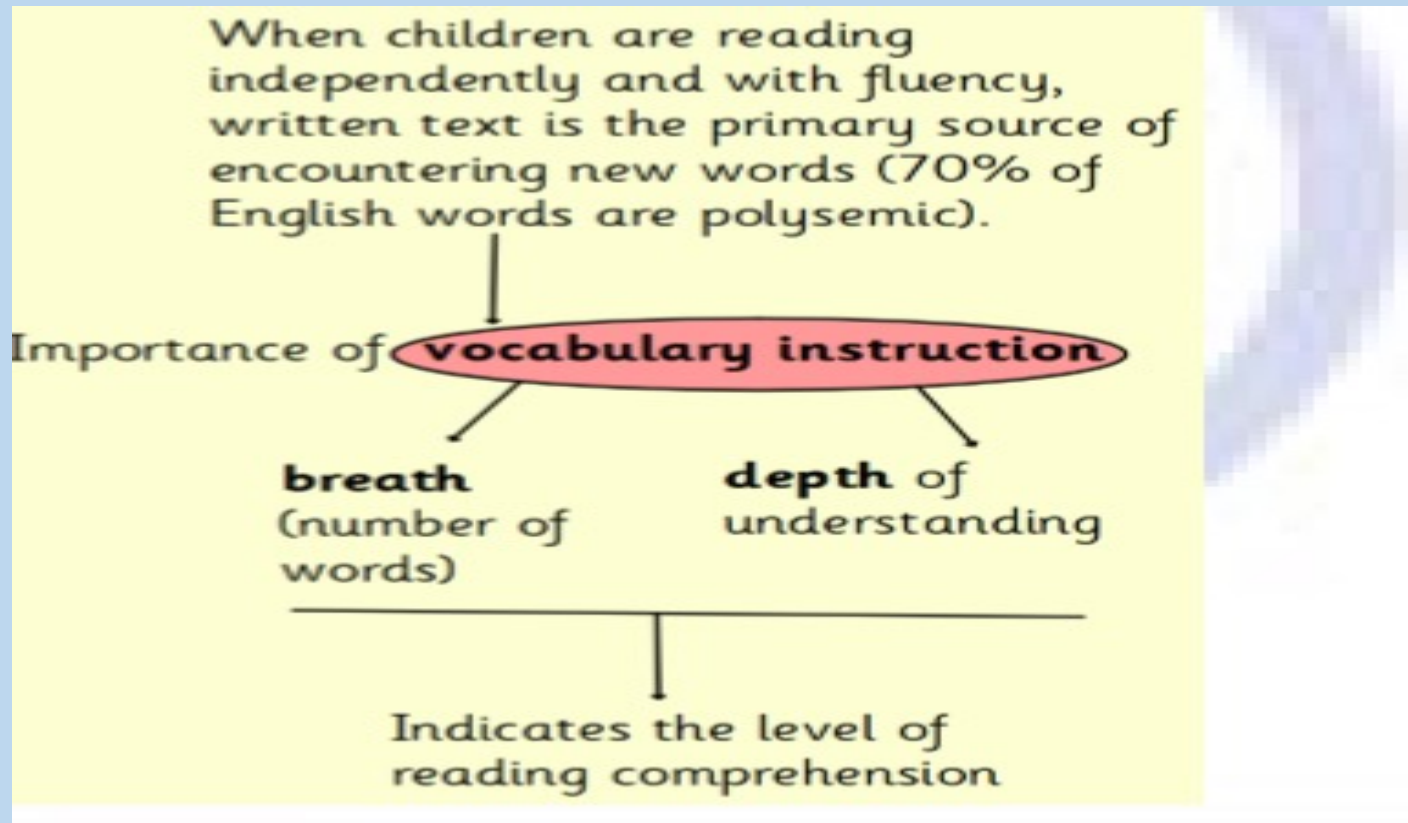 When children are reading
independently and with fluency,
written text is the primary source of
encountering new words (70% of
English words are polysemic).
Importance of vocabulary instruction
breath
(number of
words)
depth of
understanding
Indicates the level of
reading comprehension